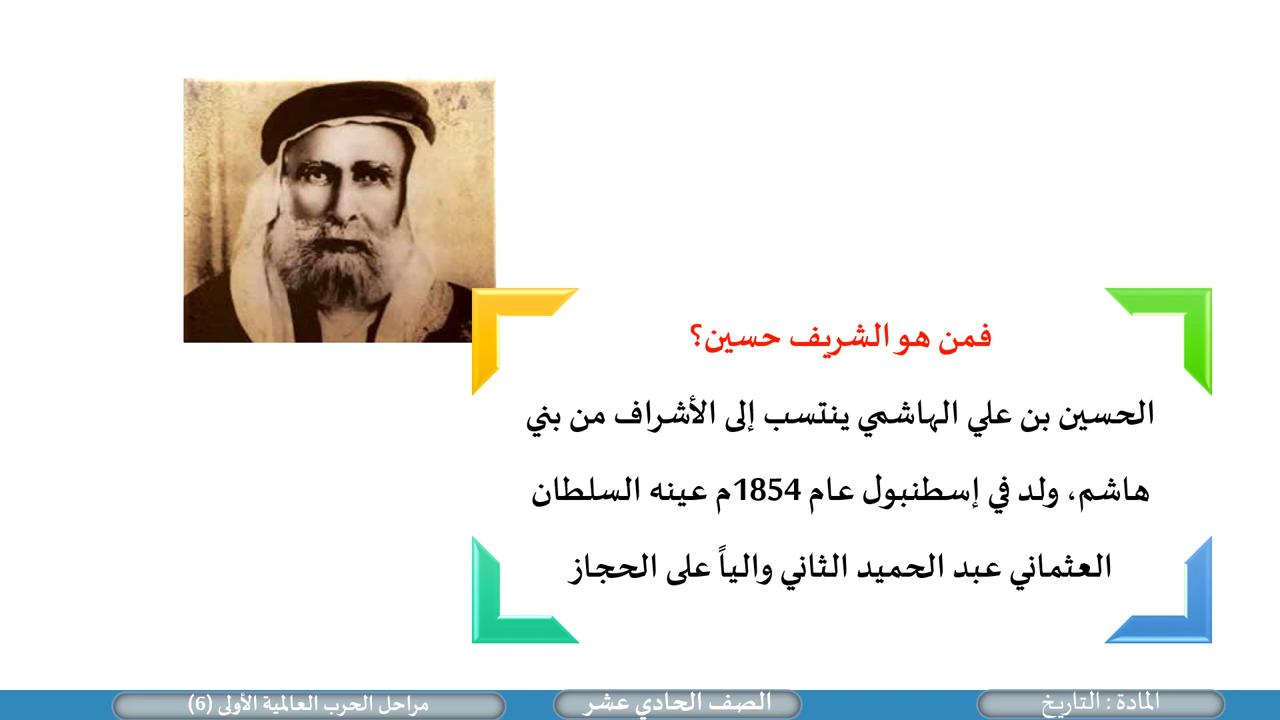 فمن هو الشريف حسين؟
الحسين بن علي الهاشمي ينتسب إلى الأشراف من بني
هاشم، ولد في إسطنبول عام 1854م عينه السلطان
العثماني عبد الحميد الثاني والياً على الحجاز
المادة : التاريخ
الصف الحادي عشر
مراحل الحرب العالمية الأولى (6)